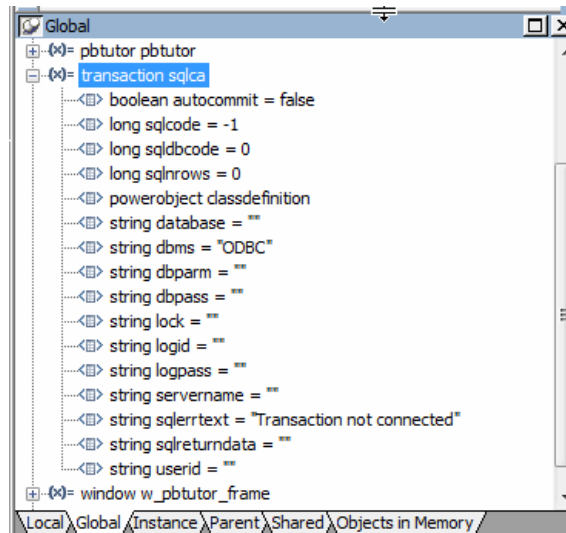 Global
(x)= pbtutor pbtutor
(x)= transaction sqlca
boolean autocommit = false
long sqlcode = -1
long sqldbcode = 0
long sqlnrows = 0
powerobject classdefinition
string database = ""
string dbms = "ODBC"
string dbparm = ""
string dbpass = ""
string lock = ""
string logid = ""
string logpass = ""
string servername = ""
string sqlerrtext = "Transaction not connected"
string sqlreturndata = ""
string userid = ""
(x)= window w_pbtutor_frame
Local Global Instance Parent Shared Objects in Memory